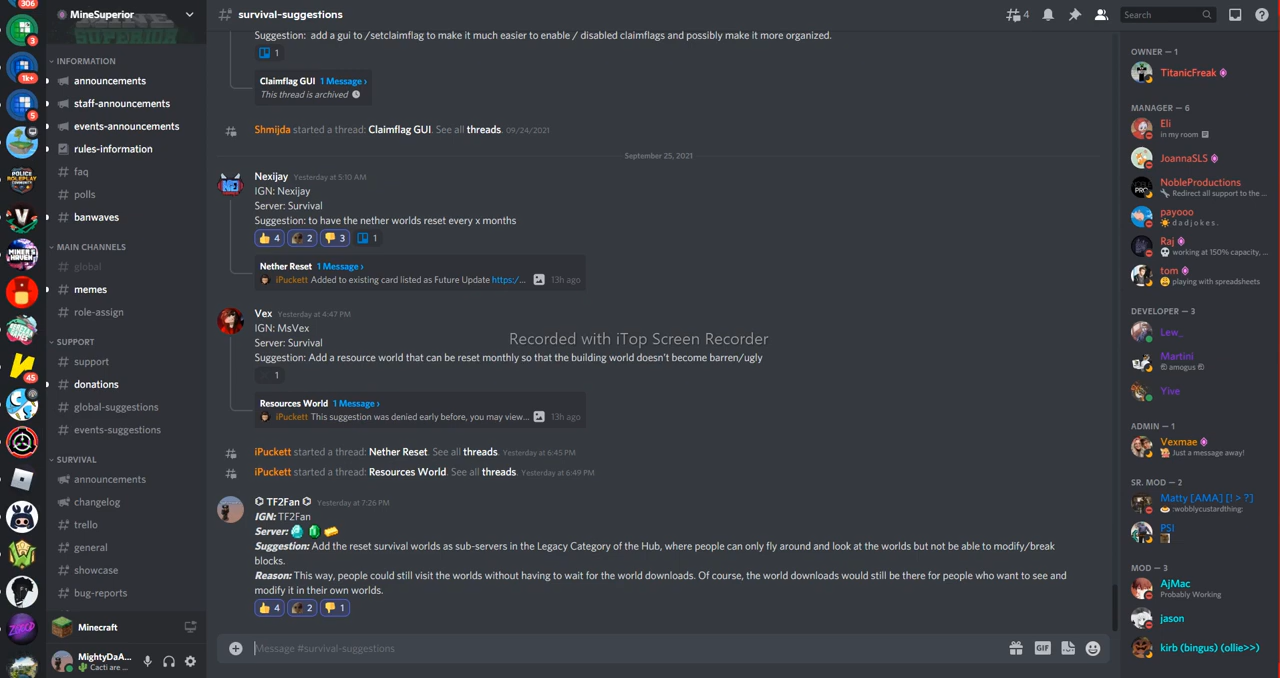 306
3
1K+
5
45
MineSuperior
INFORMATION
announcements
staff-announcements
events-announcements
rules-information
faq
polls
banwaves
MAIN CHANNELS
global
memes
role-assign
SUPPORT
support
donations
global-suggestions
events-suggestions
SURVIVAL
announcements
changelog
trello
general
showcase
bug-reports
Minecraft
MightyDaA...
Cacti are ...
survival-suggestions
4
Search
Suggestion: add a gui to /setclaimflag to make it much easier to enable / disabled claimflags and possibly make it more organized.
1
Claimflag GUI 1 Message ›
This thread is archived
Shmijda started a thread: Claimflag GUI. See all threads. 09/24/2021
September 25, 2021
Nexijay Yesterday at 5:10 AM
IGN: Nexijay
Server: Survival
Suggestion: to have the nether worlds reset every x months
4 2 3 1
Nether Reset 1 Message ›
iPuckett Added to existing card listed as Future Update https:/... 13h ago
Vex Yesterday at 4:47 PM
IGN: MsVex
Server: Survival
Suggestion: Add a resource world that can be reset monthly so that the building world doesn't become barren/ugly
1
Resources World 1 Message ›
iPuckett This suggestion was denied early before, you may view... 13h ago
Recorded with iTop Screen Recorder
iPuckett started a thread: Nether Reset. See all threads. Yesterday at 6:45 PM
iPuckett started a thread: Resources World. See all threads. Yesterday at 6:49 PM
TF2Fan Yesterday at 7:26 PM
IGN: TF2Fan
Server:
Suggestion: Add the reset survival worlds as sub-servers in the Legacy Category of the Hub, where people can only fly around and look at the worlds but not be able to modify/break
blocks.
Reason: This way, people could still visit the worlds without having to wait for the world downloads. Of course, the world downloads would still be there for people who want to see and
modify it in their own worlds.
4 2 1
Message #survival-suggestions
GIF
OWNER — 1
TitanicFreak
MANAGER — 6
Eli
in my room
JoannaSLS
NobleProductions
Redirect all support to the ...
payooo
d a d j o k e s .
Raj
working at 150% capacity, ...
tom
playing with spreadsheets
DEVELOPER — 3
Lew_
Martini
amogus
Yive
ADMIN — 1
Vexmae
Just a message away!
SR. MOD — 2
Matty [AMA] [! > ?]
:wobblycustardthing:
PS!
MOD — 3
AjMac
Probably Working
jason
kirb (bingus) (ollie>>)